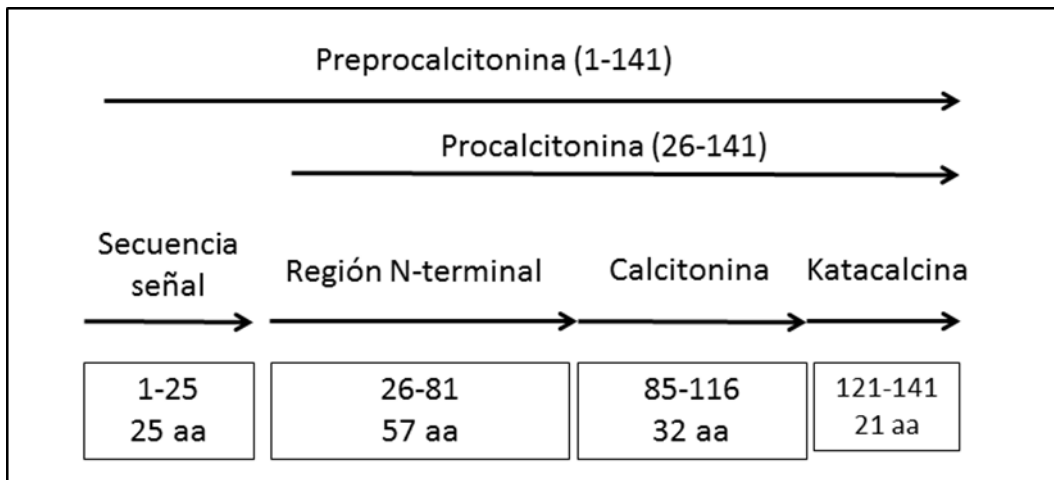 Preprocalcitonina (1-141)
Procalcitonina (26-141)
Secuencia
señal
Región N-terminal
Calcitonina
Katacalcina
1-25
25 aa
26-81
57 aa
85-116
32 aa
121-141
21 aa